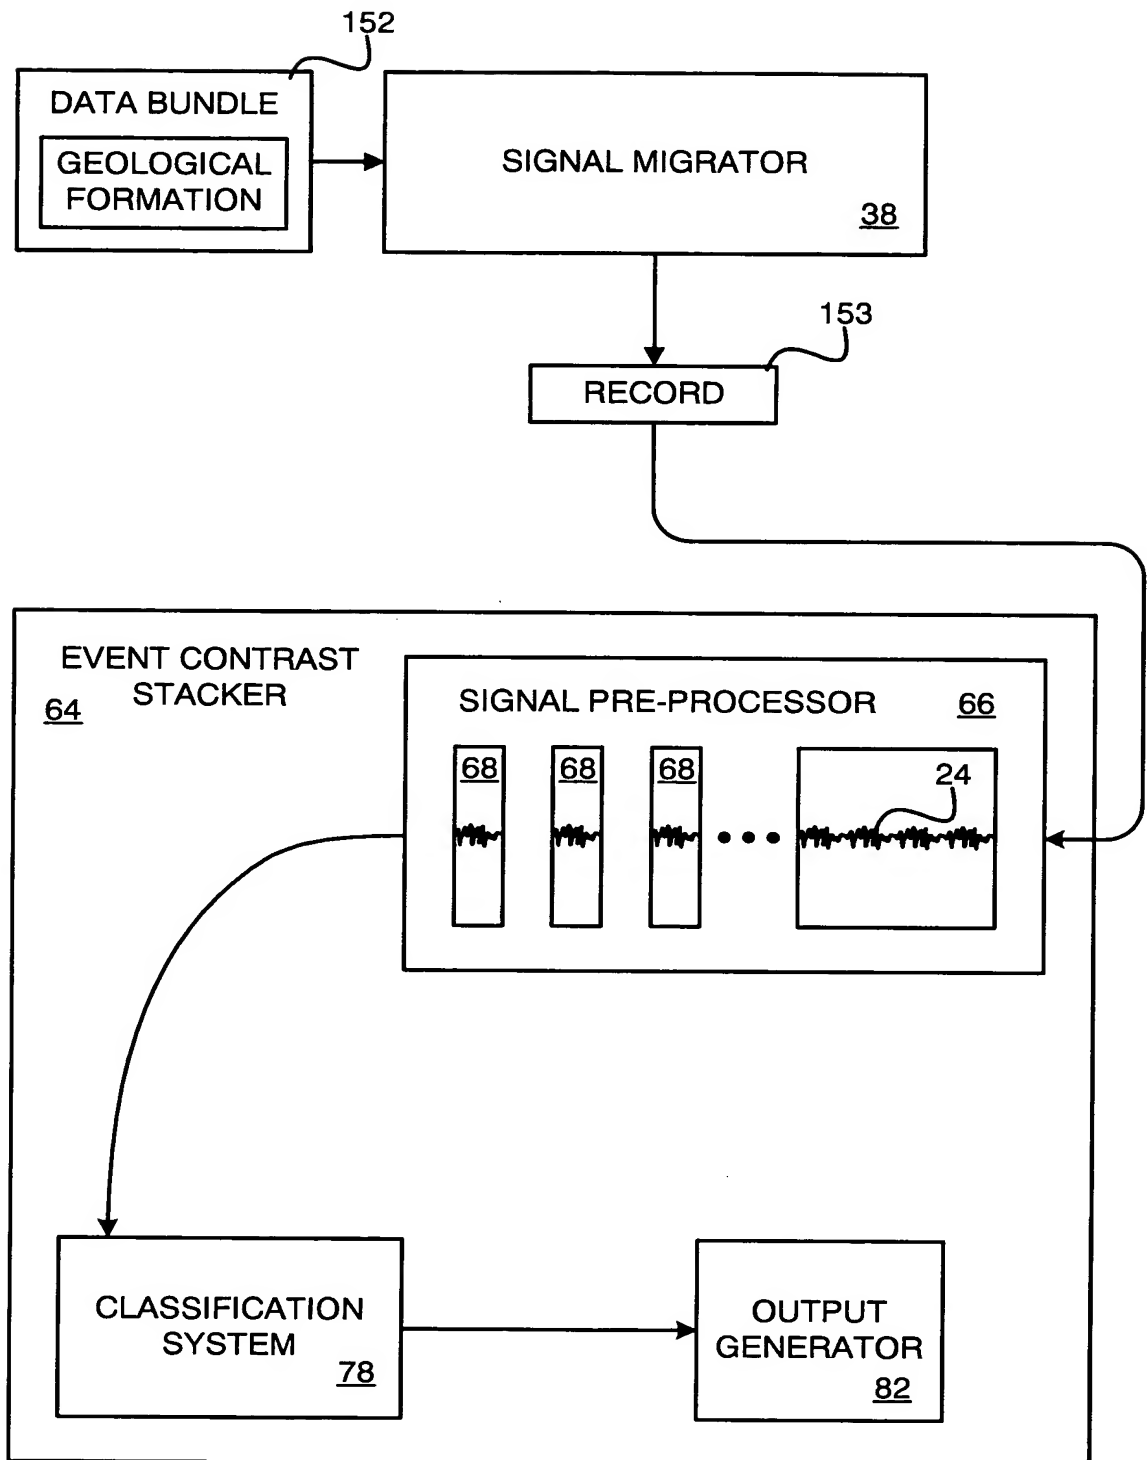 152
DATA BUNDLE
GEOLOGICAL
FORMATION
SIGNAL MIGRATOR
38
153
RECORD
EVENT CONTRAST
STACKER
64
SIGNAL PRE-PROCESSOR
66
68 68 68
24
CLASSIFICATION
SYSTEM
78
OUTPUT
GENERATOR
82